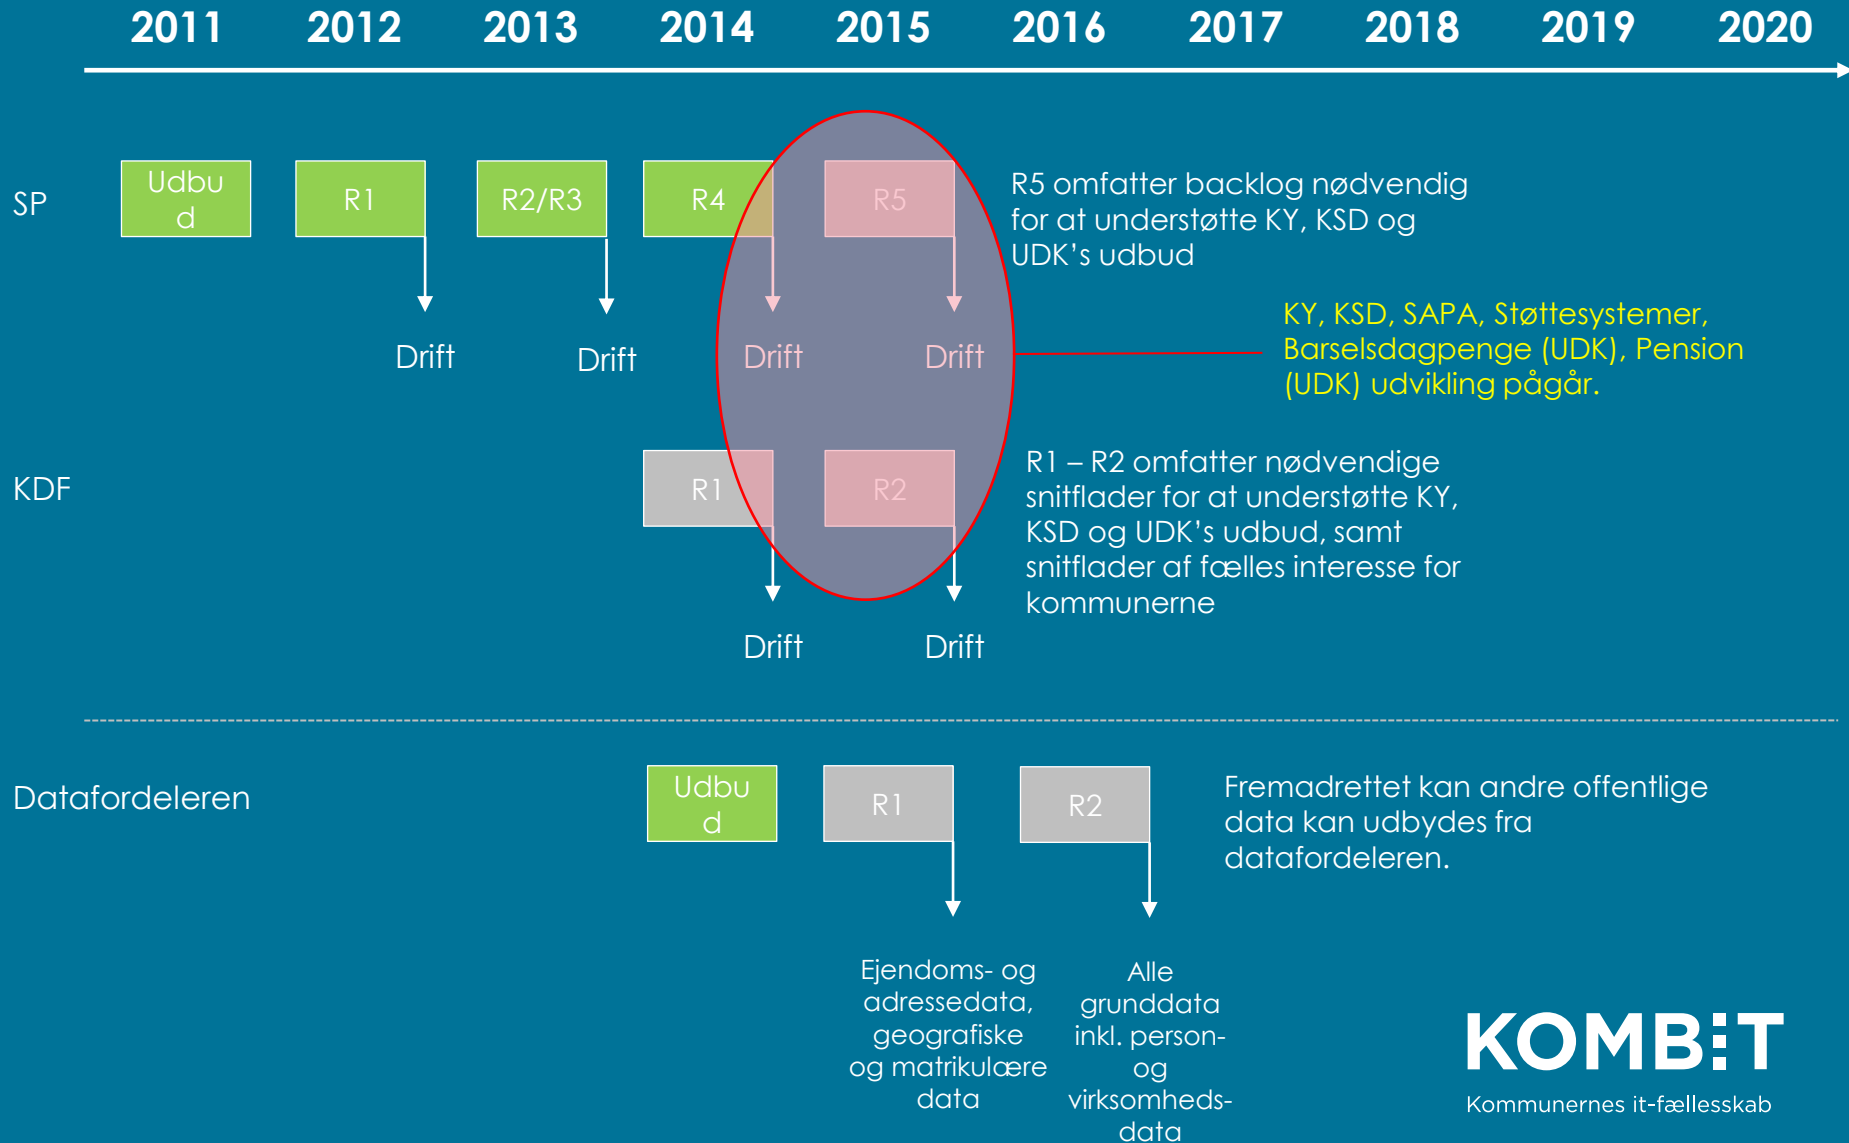 2011 2012 2013 2014 2015 2016 2017 2018 2019 2020
SP
Udbu
d
R1
R2/R3
R4
R5
R5 omfatter backlog nødvendig
for at understøtte KY, KSD og
UDK’s udbud
Drift
Drift
Drift
Drift
KY, KSD, SAPA, Støttesystemer,
Barselsdagpenge (UDK), Pension
(UDK) udvikling pågår.
KDF
R1
R2
R1 – R2 omfatter nødvendige
snitflader for at understøtte KY,
KSD og UDK’s udbud, samt
snitflader af fælles interesse for
kommunerne
Drift
Drift
Datafordeleren
Udbu
d
R1
R2
Fremadrettet kan andre offentlige
data kan udbydes fra
datafordeleren.
Ejendoms- og
adressedata,
geografiske
og matrikulære
data
Alle
grunddata
inkl. person-
og
virksomheds-
data
KOMBIT
Kommunernes it-fællesskab